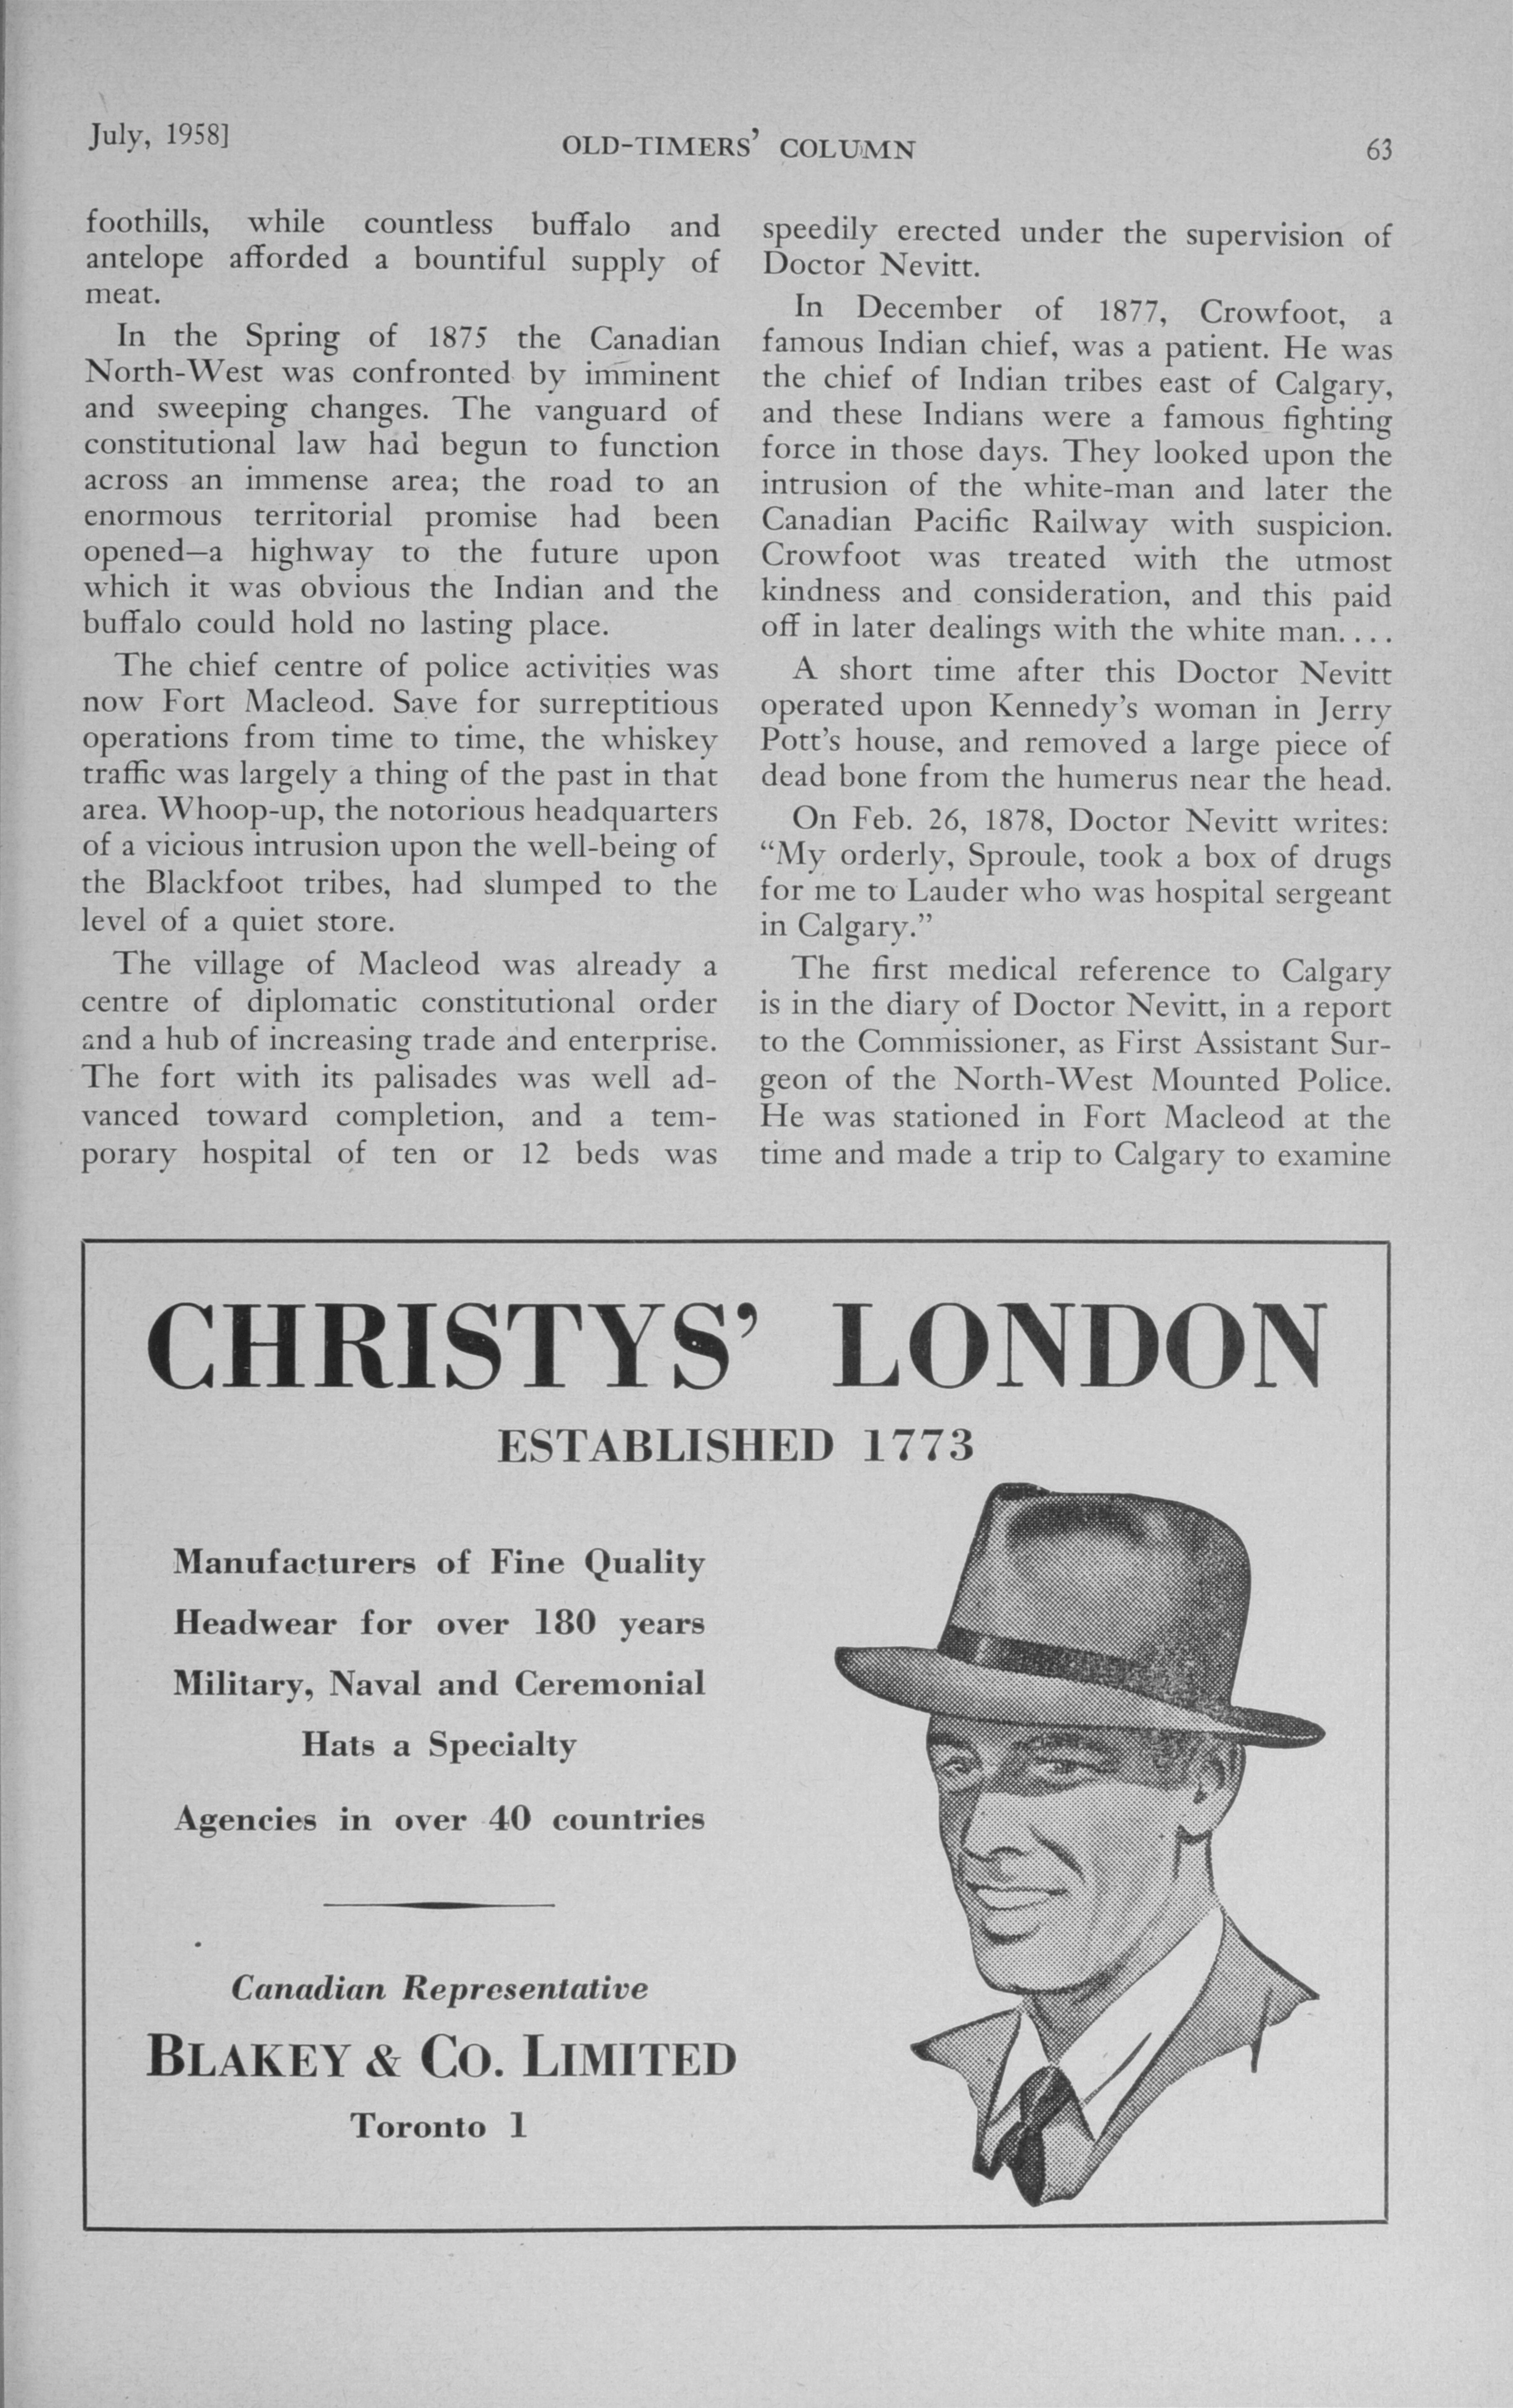 July, 1958]
OLD-TIMERS' COLUMN
63
foothills, while countless buffalo and
antelope afforded a bountiful supply of
meat.
In the Spring of 1875 the Canadian
North-West was confronted by imminent
and sweeping changes. The vanguard of
constitutional law had begun to function
across an immense area; the road to an
enormous territorial promise had been
opened—a highway to the future upon
which it was obvious the Indian and the
buffalo could hold no lasting place.
The chief centre of police activities was
now Fort Macleod. Save for surreptitious
operations from time to time, the whiskey
traffic was largely a thing of the past in that
area. Whoop-up, the notorious headquarters
of a vicious intrusion upon the well-being of
the Blackfoot tribes, had slumped to the
level of a quiet store.
The village of Macleod was already a
centre of diplomatic constitutional order
and a hub of increasing trade and enterprise.
The fort with its palisades was well ad-
vanced toward completion, and a tem-
porary hospital of ten or 12 beds was
speedily erected under the supervision of
Doctor Nevitt.
In December of 1877, Crowfoot, a
famous Indian chief, was a patient. He was
the chief of Indian tribes east of Calgary,
and these Indians were a famous fighting
force in those days. They looked upon the
intrusion of the white-man and later the
Canadian Pacific Railway with suspicion.
Crowfoot was treated with the utmost
kindness and consideration, and this paid
off in later dealings with the white man. . . .
A short time after this Doctor Nevitt
operated upon Kennedy's woman in Jerry
Pott's house, and removed a large piece of
dead bone from the humerus near the head.
On Feb. 26, 1878, Doctor Nevitt writes:
"My orderly, Sproule, took a box of drugs
for me to Lauder who was hospital sergeant
in Calgary."
The first medical reference to Calgary
is in the diary of Doctor Nevitt, in a report
to the Commissioner, as First Assistant Sur-
geon of the North-West Mounted Police.
He was stationed in Fort Macleod at the
time and made a trip to Calgary to examine
CHRISTYS' LONDON
ESTABLISHED 1773
Manufacturers of Fine Quality
Headwear for over 180 years
Military, Naval and Ceremonial
Hats a Specialty
Agencies in over 40 countries
Canadian Representative
BLAKEY & CO. LIMITED
Toronto 1